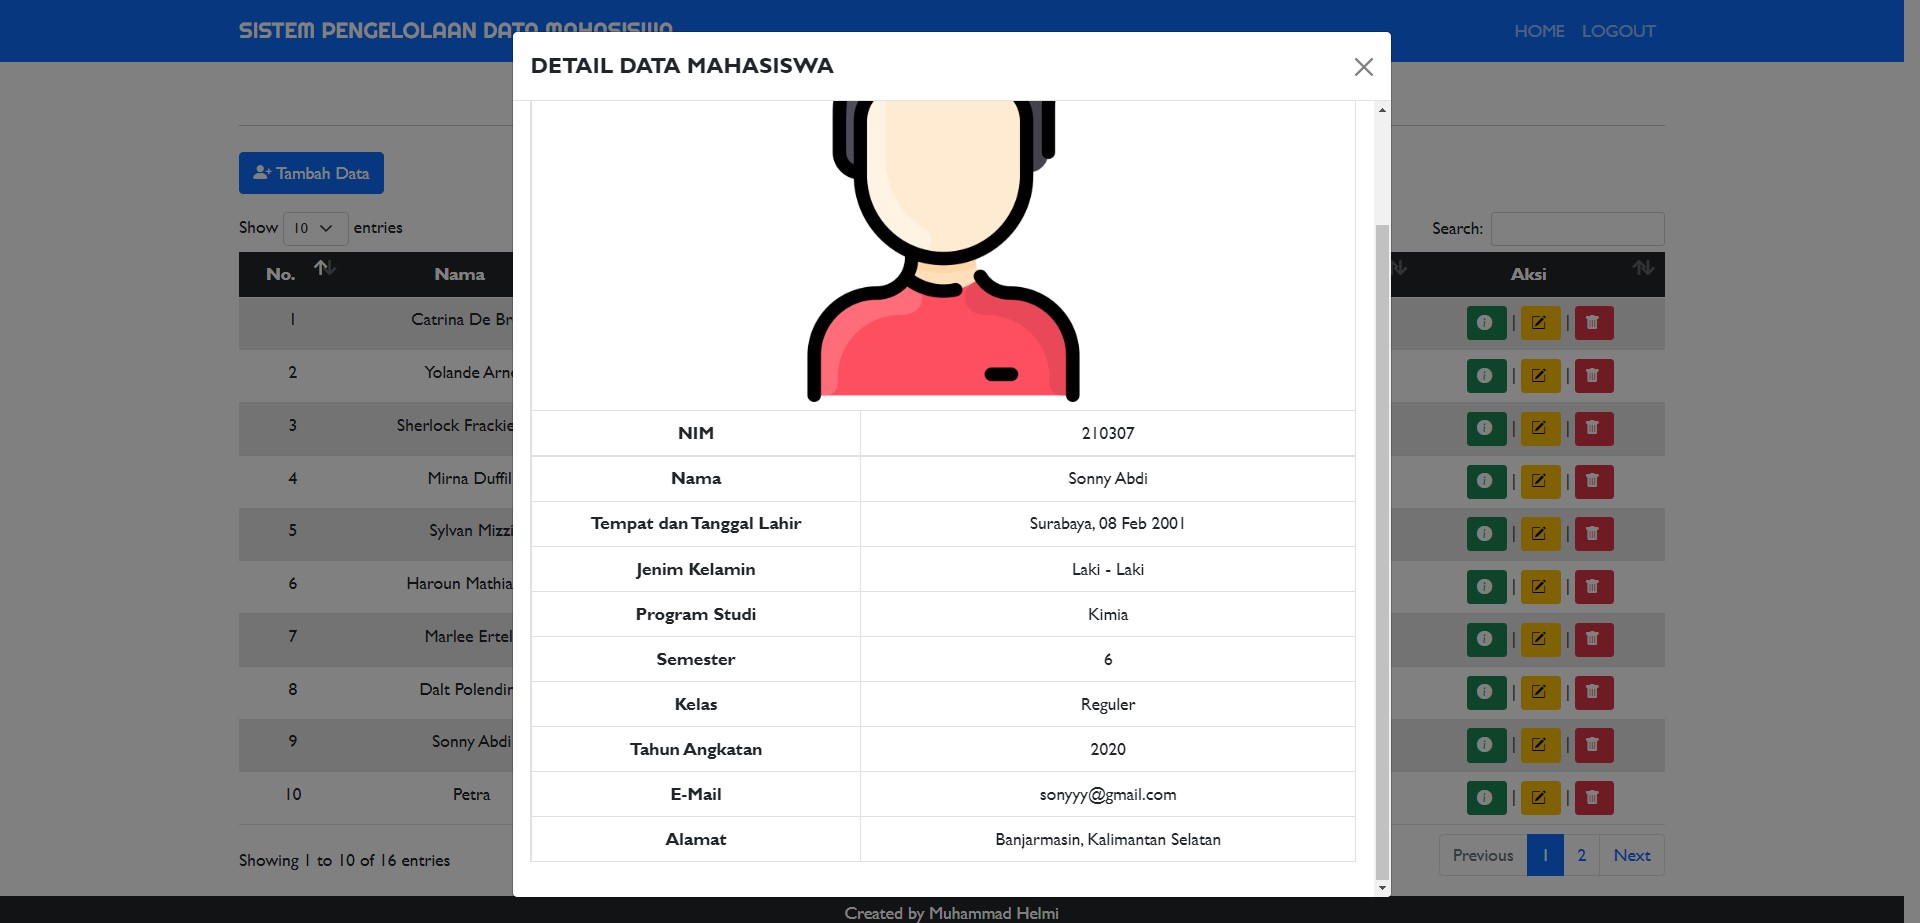 SISTEM PENGELOLAAN DATA MAHASISWA
HOME LOGOUT
DETAIL DATA MAHASISWA
Tambah Data
Show 10 entries
Search:
No. Nama Aksi
1 Catrina De Br
2 Yolande Arn
3 Sherlock Frackie
4 Mirna Duffil
5 Sylvan Mizzi
6 Haroun Mathia
7 Marlee Ertel
8 Dalt Polendin
9 Sonny Abdi
10 Petra
NIM 210307
Nama Sonny Abdi
Tempat dan Tanggal Lahir Surabaya, 08 Feb 2001
Jenim Kelamin Laki - Laki
Program Studi Kimia
Semester 6
Kelas Reguler
Tahun Angkatan 2020
E-Mail sonyyy@gmail.com
Alamat Banjarmasin, Kalimantan Selatan
Showing 1 to 10 of 16 entries
Previous 1 2 Next
Created by Muhammad Helmi